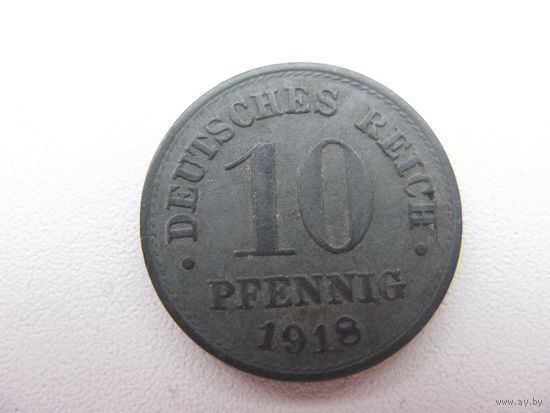 • DEUTSCHES REICH •
10
PFENNIG
1918
www.ay.by